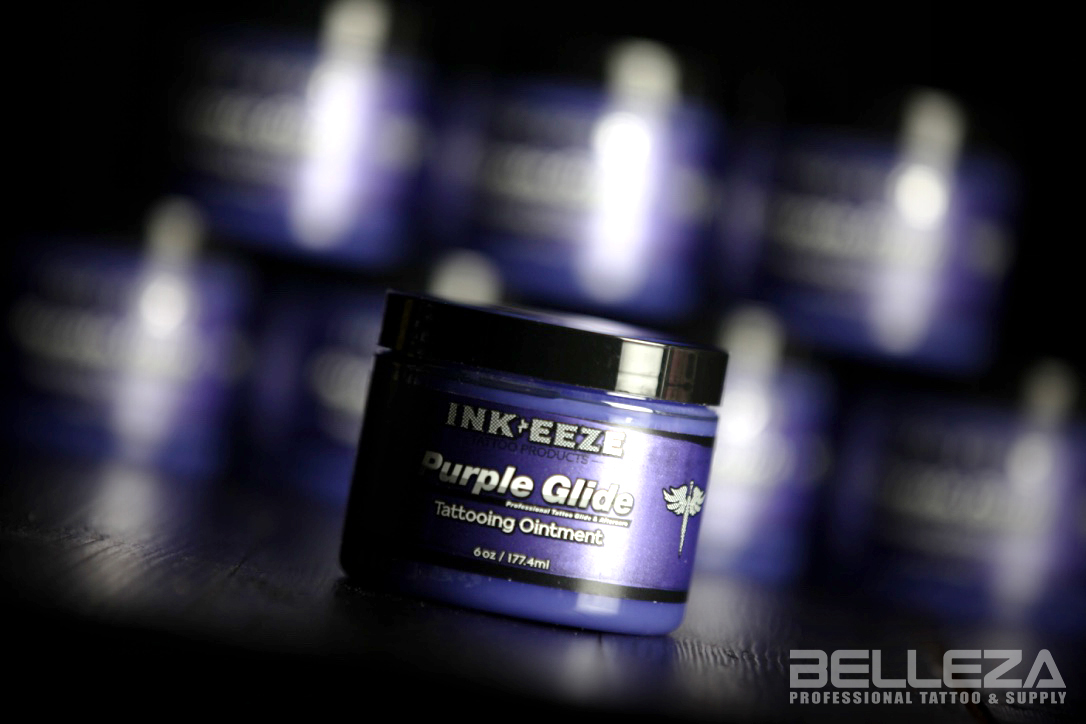 INK-EEZE
TATTOO PRODUCTS
Purple Glide
Professional Tattoo Glide & Aftercare
Tattooing Ointment
6 oz / 177.4ml
BELLEZA
PROFESSIONAL TATTOO & SUPPLY